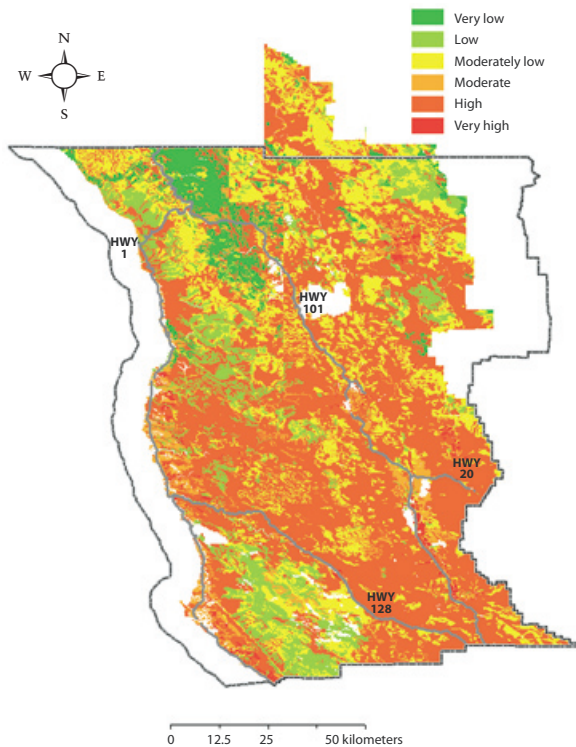 Very low
Low
Moderately low
Moderate
High
Very high
N
W E
S
HWY
1
HWY
101
HWY
20
HWY
128
0 12.5 25 50 kilometers